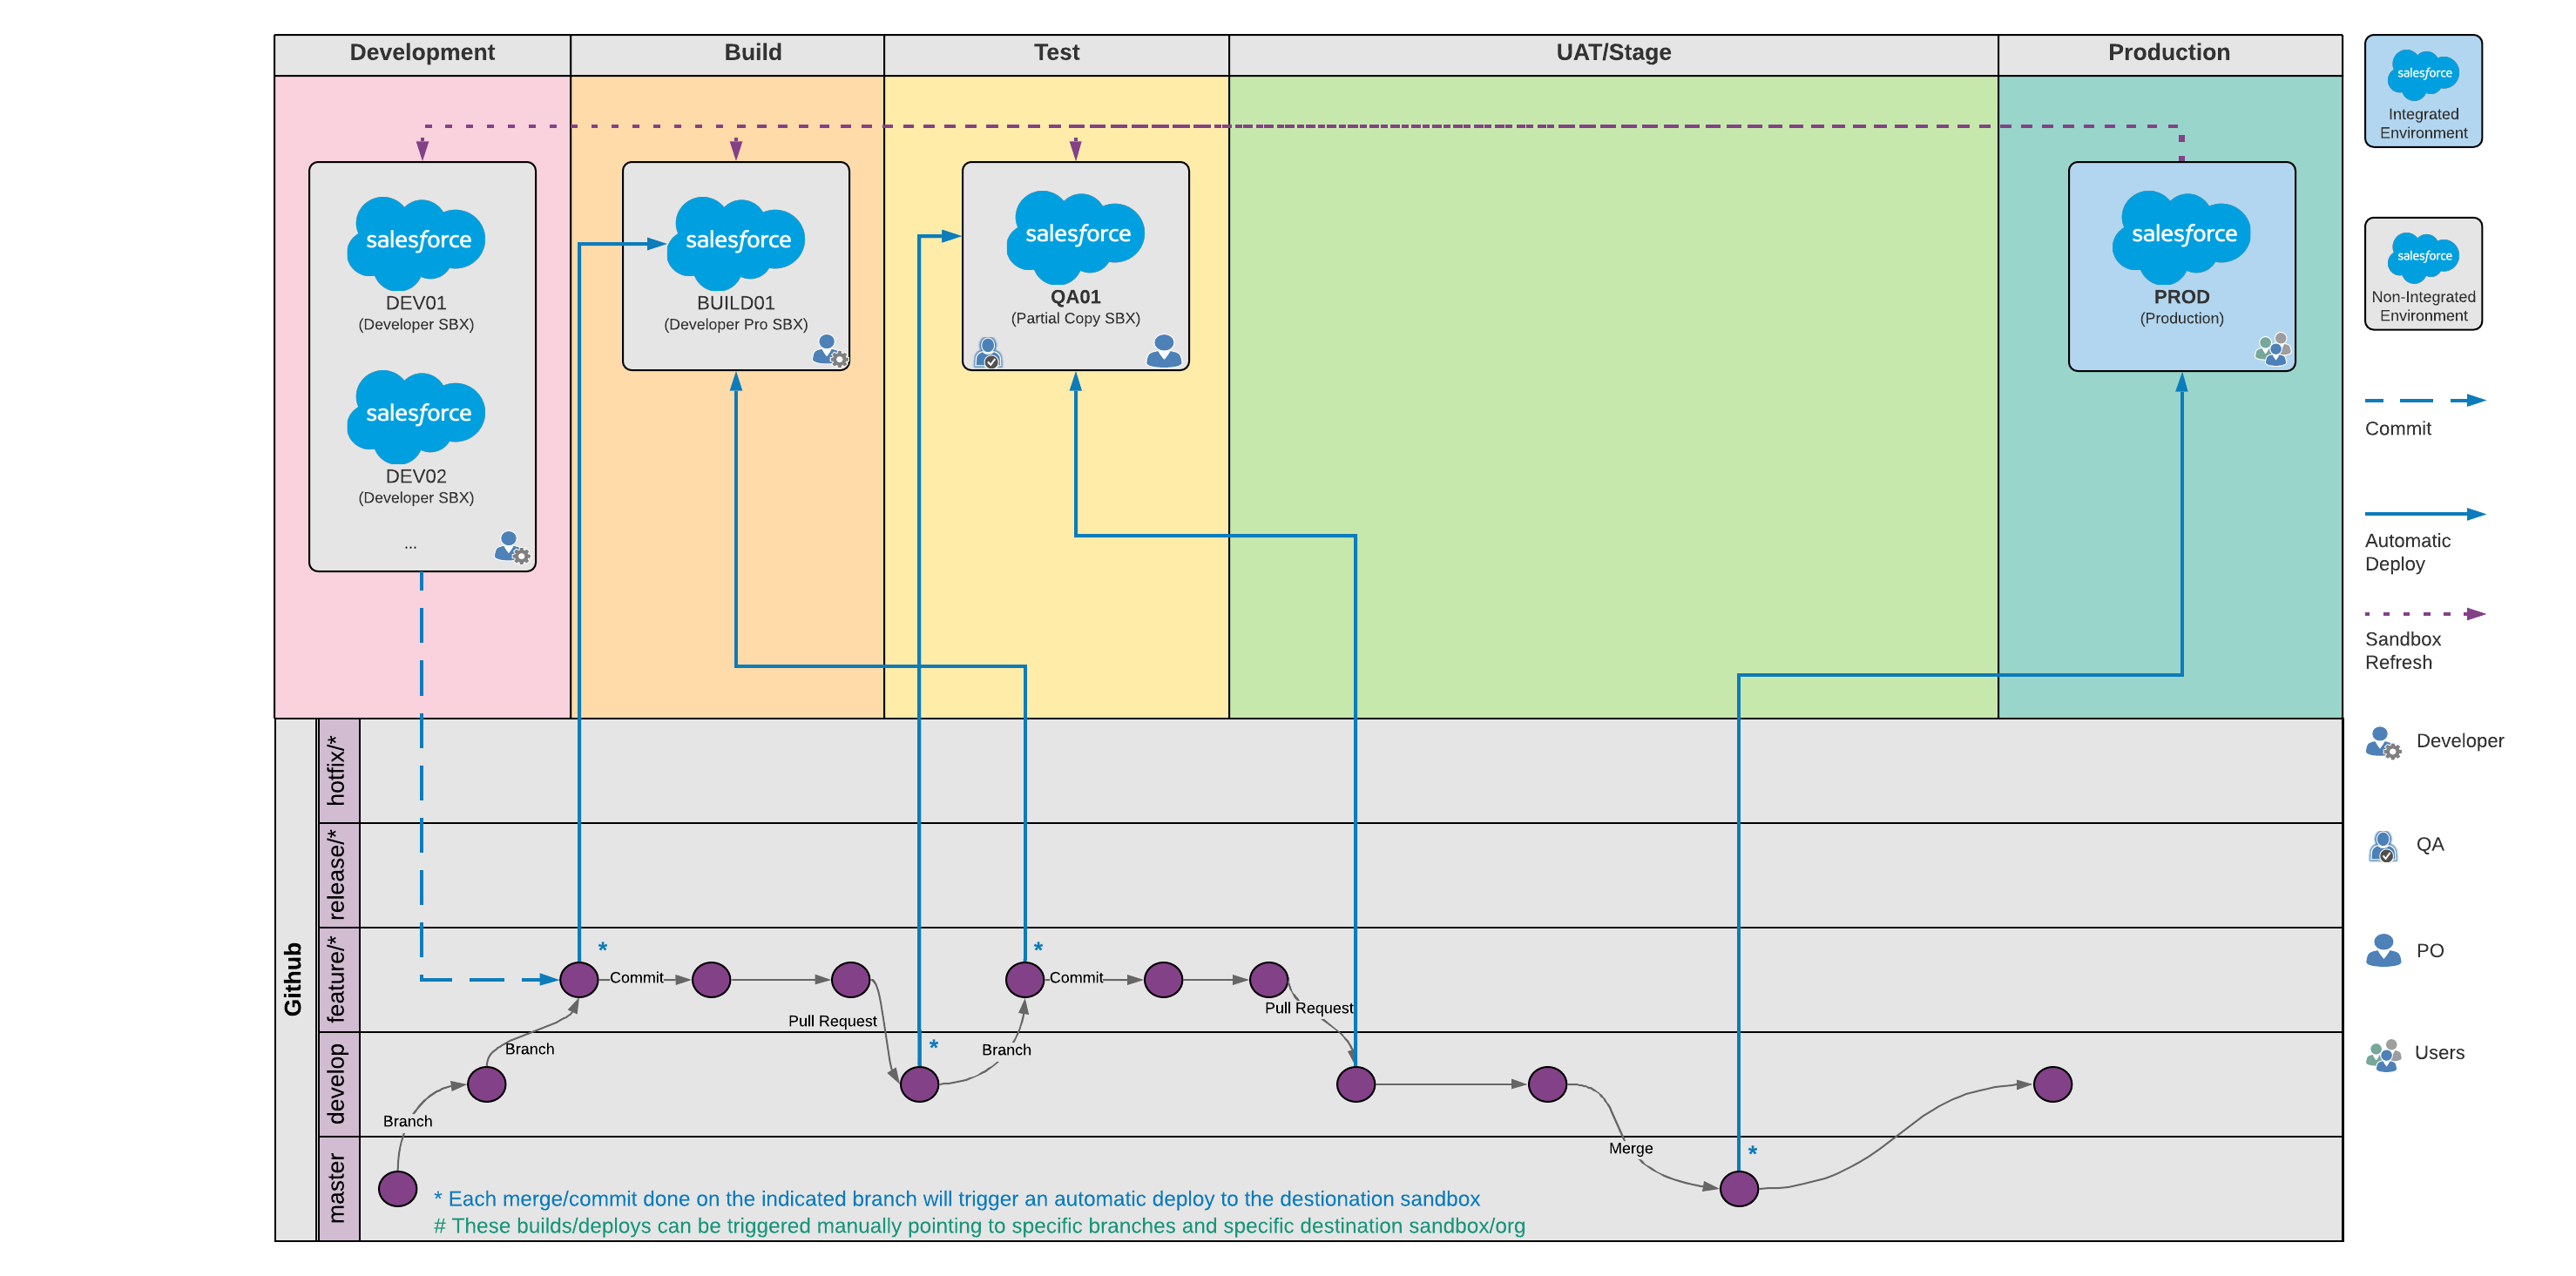 Development
Build
Test
UAT/Stage
Production
salesforce
DEV01
(Developer SBX)
salesforce
DEV02
(Developer SBX)
...
salesforce
BUILD01
(Developer Pro SBX)
salesforce
QA01
(Partial Copy SBX)
salesforce
PROD
(Production)
salesforce
Integrated
Environment
salesforce
Non-Integrated
Environment
Commit
Automatic
Deploy
Sandbox
Refresh
Developer
QA
PO
Users
Github
hotfix/*
release/*
feature/*
develop
master
*
Commit
Pull Request
*
Commit
Pull Request
Branch
*
Branch
Branch
Merge
*
* Each merge/commit done on the indicated branch will trigger an automatic deploy to the destionation sandbox
# These builds/deploys can be triggered manually pointing to specific branches and specific destination sandbox/org